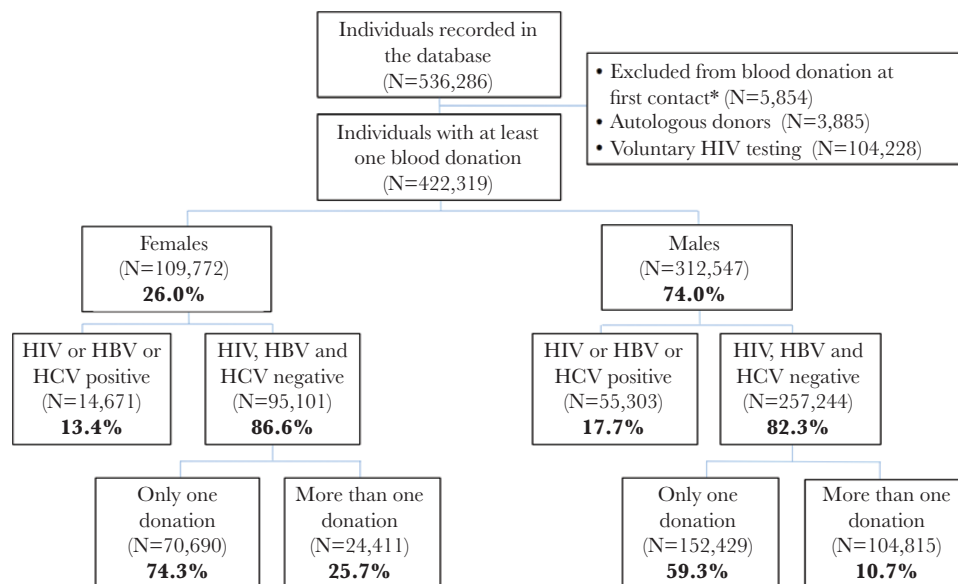 Individuals recorded in
the database
(N=536,286)
• Excluded from blood donation at
first contact* (N=5,854)
• Autologous donors (N=3,885)
• Voluntary HIV testing (N=104,228)
Individuals with at least
one blood donation
(N=422,319)
Females
(N=109,772)
26.0%
Males
(N=312,547)
74.0%
HIV or HBV or
HCV positive
(N=14,671)
13.4%
HIV, HBV and
HCV negative
(N=95,101)
86.6%
HIV or HBV or
HCV positive
(N=55,303)
17.7%
HIV, HBV and
HCV negative
(N=257,244)
82.3%
Only one
donation
(N=70,690)
74.3%
More than one
donation
(N=24,411)
25.7%
Only one
donation
(N=152,429)
59.3%
More than one
donation
(N=104,815)
10.7%